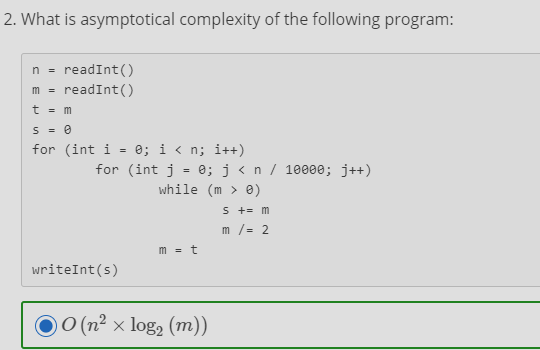 2. What is asymptotical complexity of the following program:
n = readInt()
m = readInt()
t = m
s = 0
for (int i = 0; i < n; i++)
for (int j = 0; j < n / 10000; j++)
while (m > 0)
s += m
m /= 2
m = t
writeInt(s)
O(n² × log₂ (m))